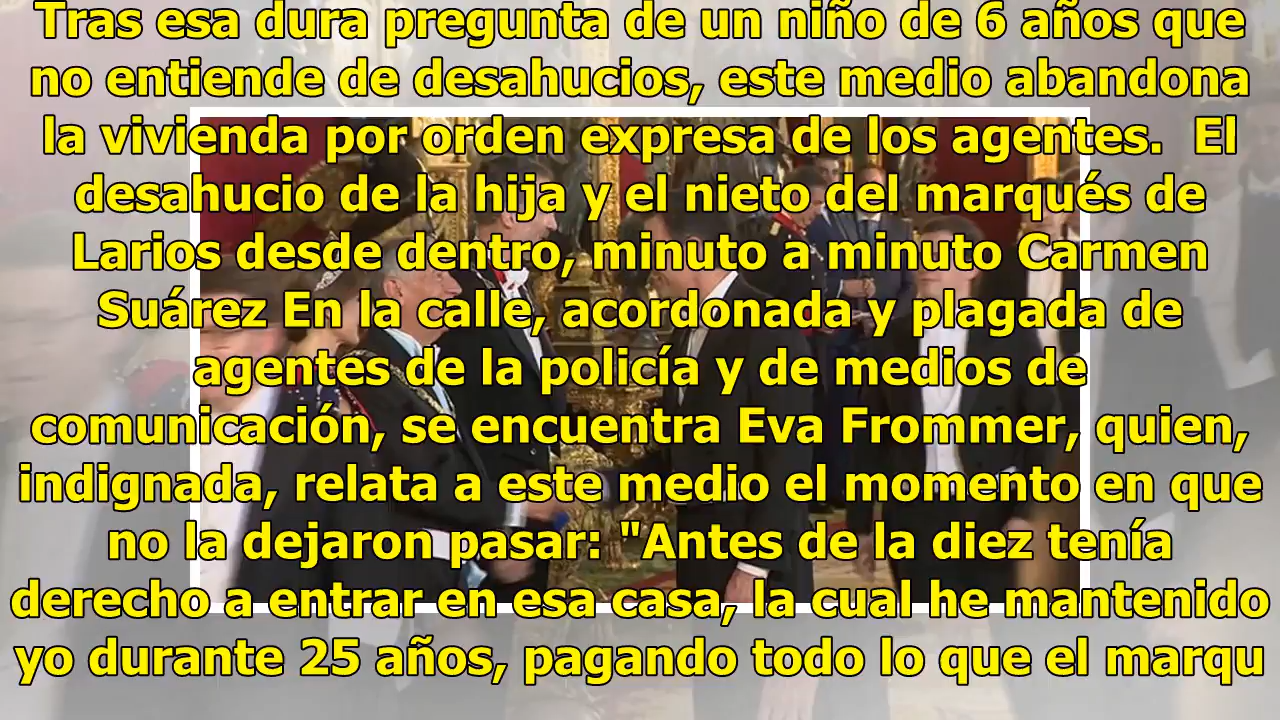 Tras esa dura pregunta de un niño de 6 años que
no entiende de desahucios, este medio abandona
la vivienda por orden expresa de los agentes.  El
desahucio de la hija y el nieto del marqués de
Larios desde dentro, minuto a minuto Carmen
Suárez En la calle, acordonada y plagada de
agentes de la policía y de medios de
comunicación, se encuentra Eva Frommer, quien,
indignada, relata a este medio el momento en que
no la dejaron pasar: "Antes de la diez tenía
derecho a entrar en esa casa, la cual he mantenido
yo durante 25 años, pagando todo lo que el marqu